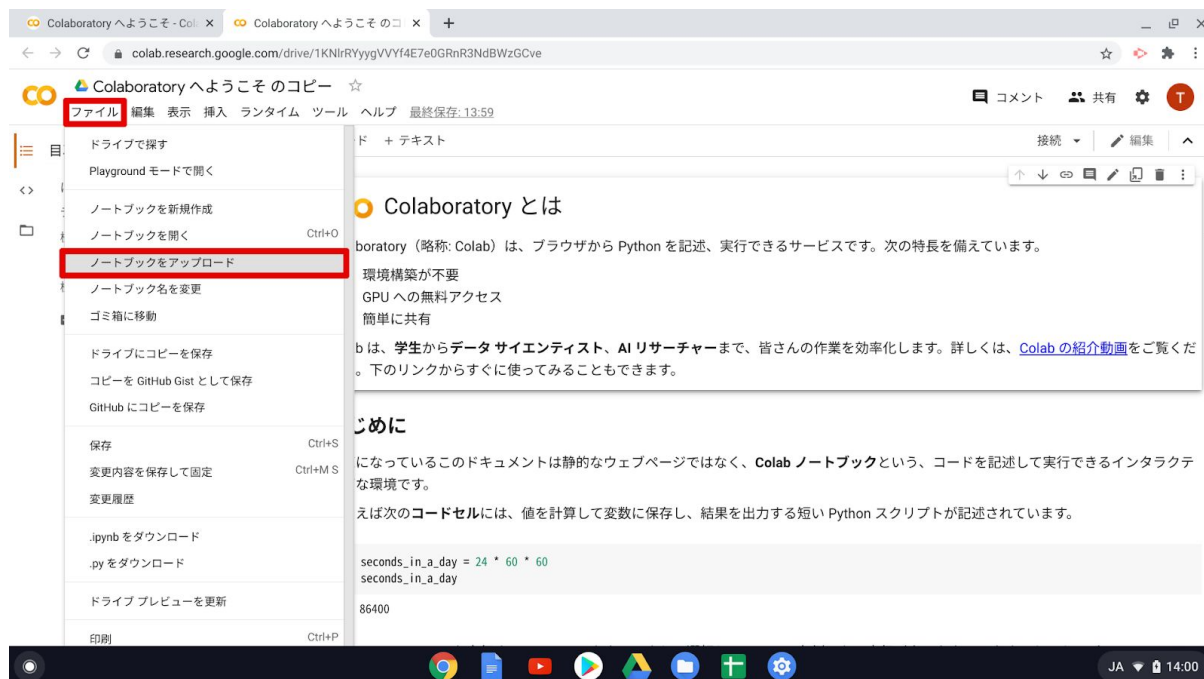 Colaboratory へようこそ - Col
Colaboratory へようこそ のコ
colab.research.google.com/drive/1KNlrRYyygVVYf4E7e0GRnR3NdBWzGCve
Colaboratory へようこそ のコピー
コメント
共有
T
ファイル 編集 表示 挿入 ランタイム ツール ヘルプ 最終保存: 13:59
目
ド + テキスト
接続
編集
ドライブで探す
Playground モードで開く
ノートブックを新規作成
ノートブックを開く Ctrl+O
ノートブックをアップロード
ノートブック名を変更
ゴミ箱に移動
ドライブにコピーを保存
コピーを GitHub Gist として保存
GitHub にコピーを保存
保存 Ctrl+S
変更内容を保存して固定 Ctrl+M S
変更履歴
.ipynb をダウンロード
.py をダウンロード
ドライブ プレビューを更新
印刷 Ctrl+P
Colaboratory とは
boratory（略称: Colab）は、ブラウザから Python を記述、実行できるサービスです。次の特長を備えています。
環境構築が不要
GPU への無料アクセス
簡単に共有
b は、学生からデータ サイエンティスト、AI リサーチャーまで、皆さんの作業を効率化します。詳しくは、Colab の紹介動画をご覧くだ
。下のリンクからすぐに使ってみることもできます。
じめに
になっているこのドキュメントは静的なウェブページではなく、Colab ノートブックという、コードを記述して実行できるインタラクテ
な環境です。
えば次のコードセルには、値を計算して変数に保存し、結果を出力する短い Python スクリプトが記述されています。
seconds_in_a_day = 24 * 60 * 60
seconds_in_a_day
86400
JA 14:00